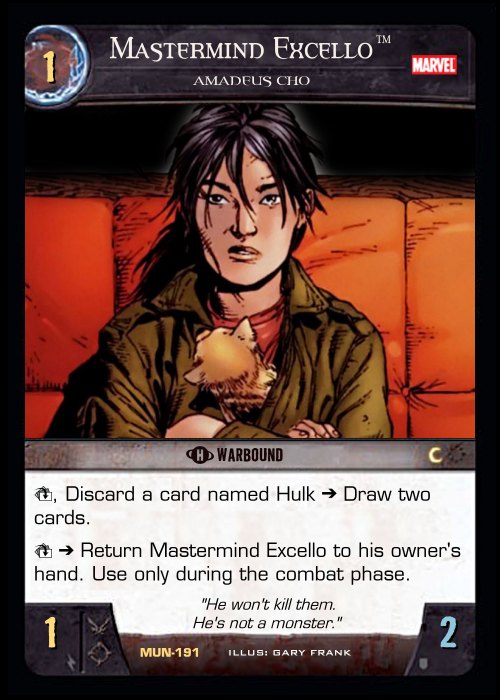 1
MASTERMIND EXCELLO™
AMADEUS CHO
MARVEL
H WARBOUND
C
, Discard a card named Hulk ➔ Draw two
cards.
➔ Return Mastermind Excello to his owner's
hand. Use only during the combat phase.
"He won't kill them.
He's not a monster."
1
MUN-191
ILLUS: GARY FRANK
2